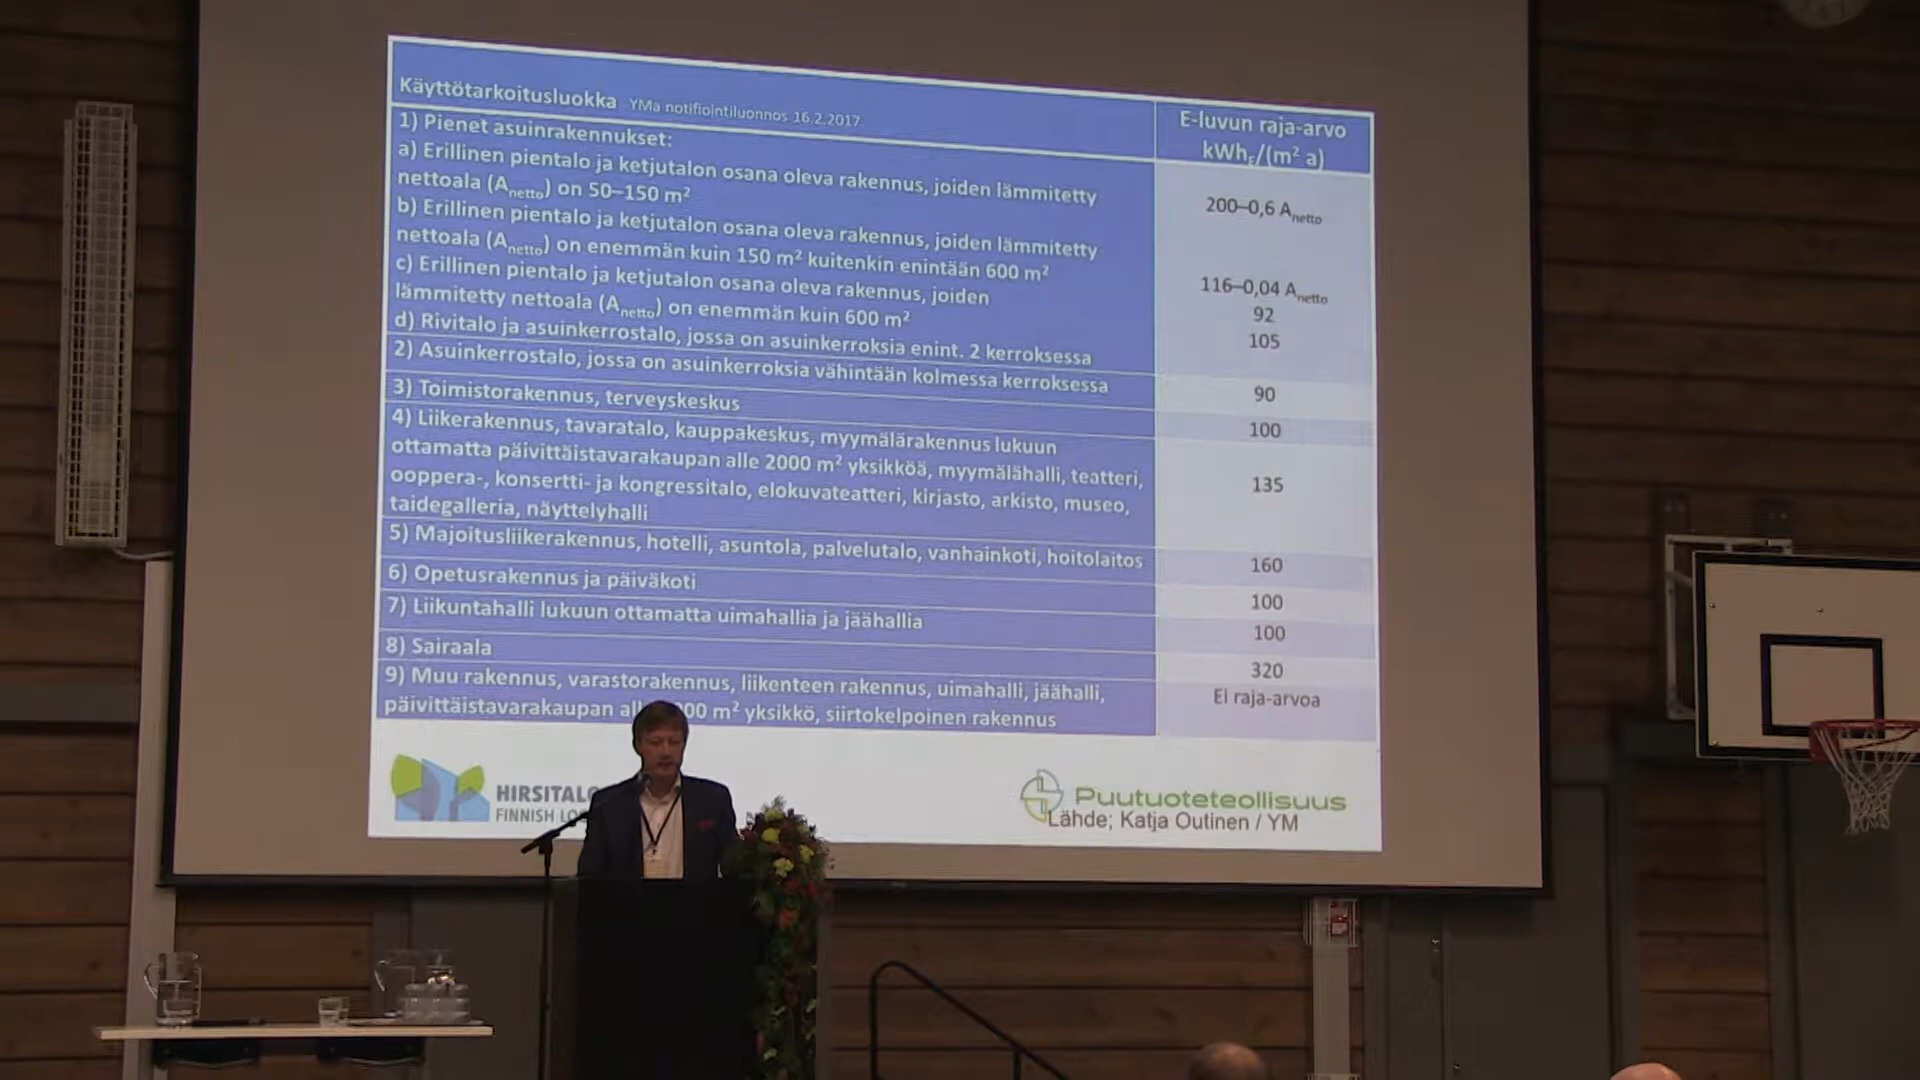 Käyttötarkoitusluokka YMa notifiointiluonnos 16.2.2017
E-luvun raja-arvo
kWhE/(m² a)
1) Pienet asuinrakennukset:
a) Erillinen pientalo ja ketjutalon osana oleva rakennus, joiden lämmitetty
nettoala (Anetto) on 50–150 m²
200–0,6 Anetto
b) Erillinen pientalo ja ketjutalon osana oleva rakennus, joiden lämmitetty
nettoala (Anetto) on enemmän kuin 150 m² kuitenkin enintään 600 m²
116–0,04 Anetto
c) Erillinen pientalo ja ketjutalon osana oleva rakennus, joiden
lämmitetty nettoala (Anetto) on enemmän kuin 600 m²
92
d) Rivitalo ja asuinkerrostalo, jossa on asuinkerroksia enint. 2 kerroksessa
105
2) Asuinkerrostalo, jossa on asuinkerroksia vähintään kolmessa kerroksessa
90
3) Toimistorakennus, terveyskeskus
100
4) Liikerakennus, tavaratalo, kauppakeskus, myymälärakennus lukuun
ottamatta päivittäistavarakaupan alle 2000 m² yksikköä, myymälähalli, teatteri,
ooppera-, konsertti- ja kongressitalo, elokuvateatteri, kirjasto, arkisto, museo,
taidegalleria, näyttelyhalli
135
5) Majoitusliikerakennus, hotelli, asuntola, palvelutalo, vanhainkoti, hoitolaitos
160
6) Opetusrakennus ja päiväkoti
100
7) Liikuntahalli lukuun ottamatta uimahallia ja jäähallia
100
8) Sairaala
320
9) Muu rakennus, varastorakennus, liikenteen rakennus, uimahalli, jäähalli,
päivittäistavarakaupan m² yksikkö, siirtokelpoinen rakennus
Ei raja-arvoa
FINNISH
Puutuoteteollisuus
Lähde; Katja Outinen / YM